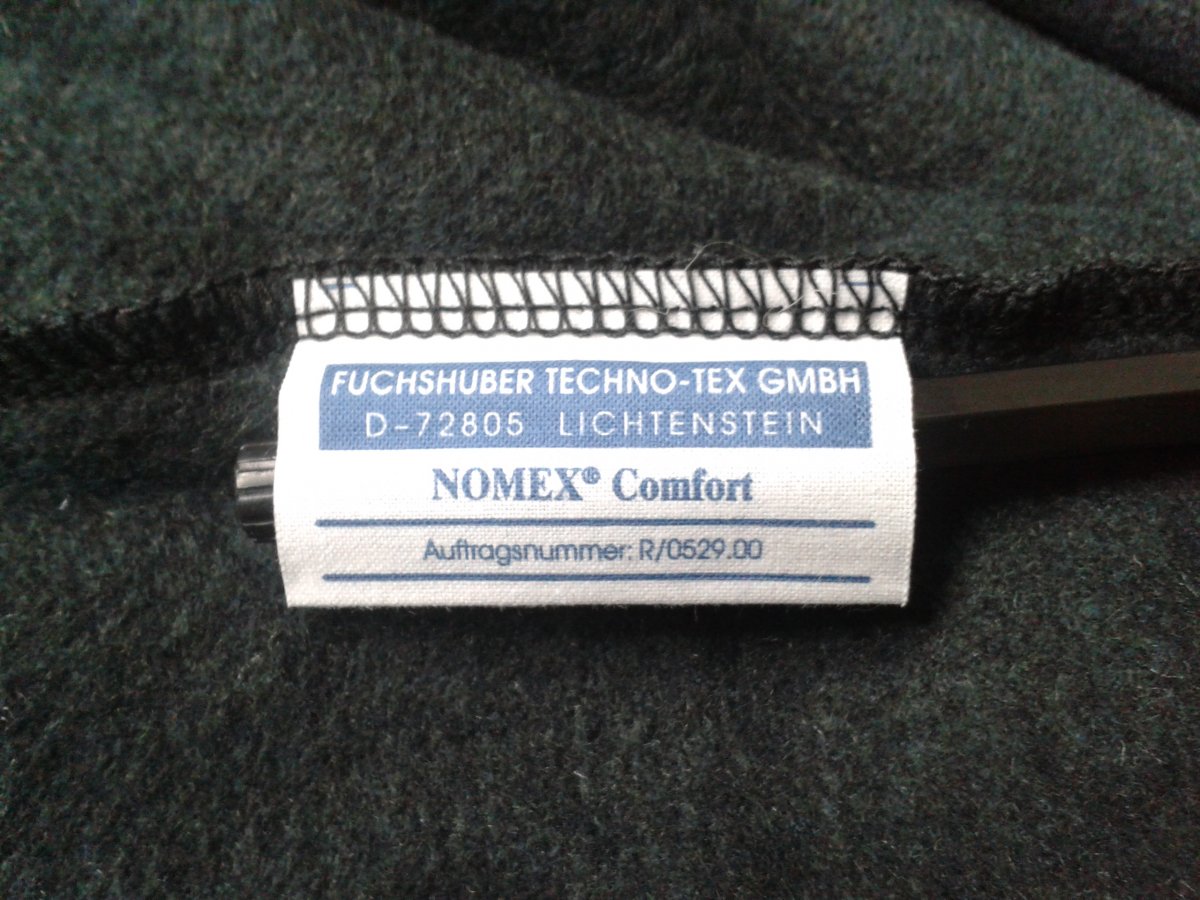 FUCHSHUBER TECHNO-TEX GMBH
D-72805 LICHTENSTEIN
NOMEX® Comfort
Auftragsnummer: R/0529.00